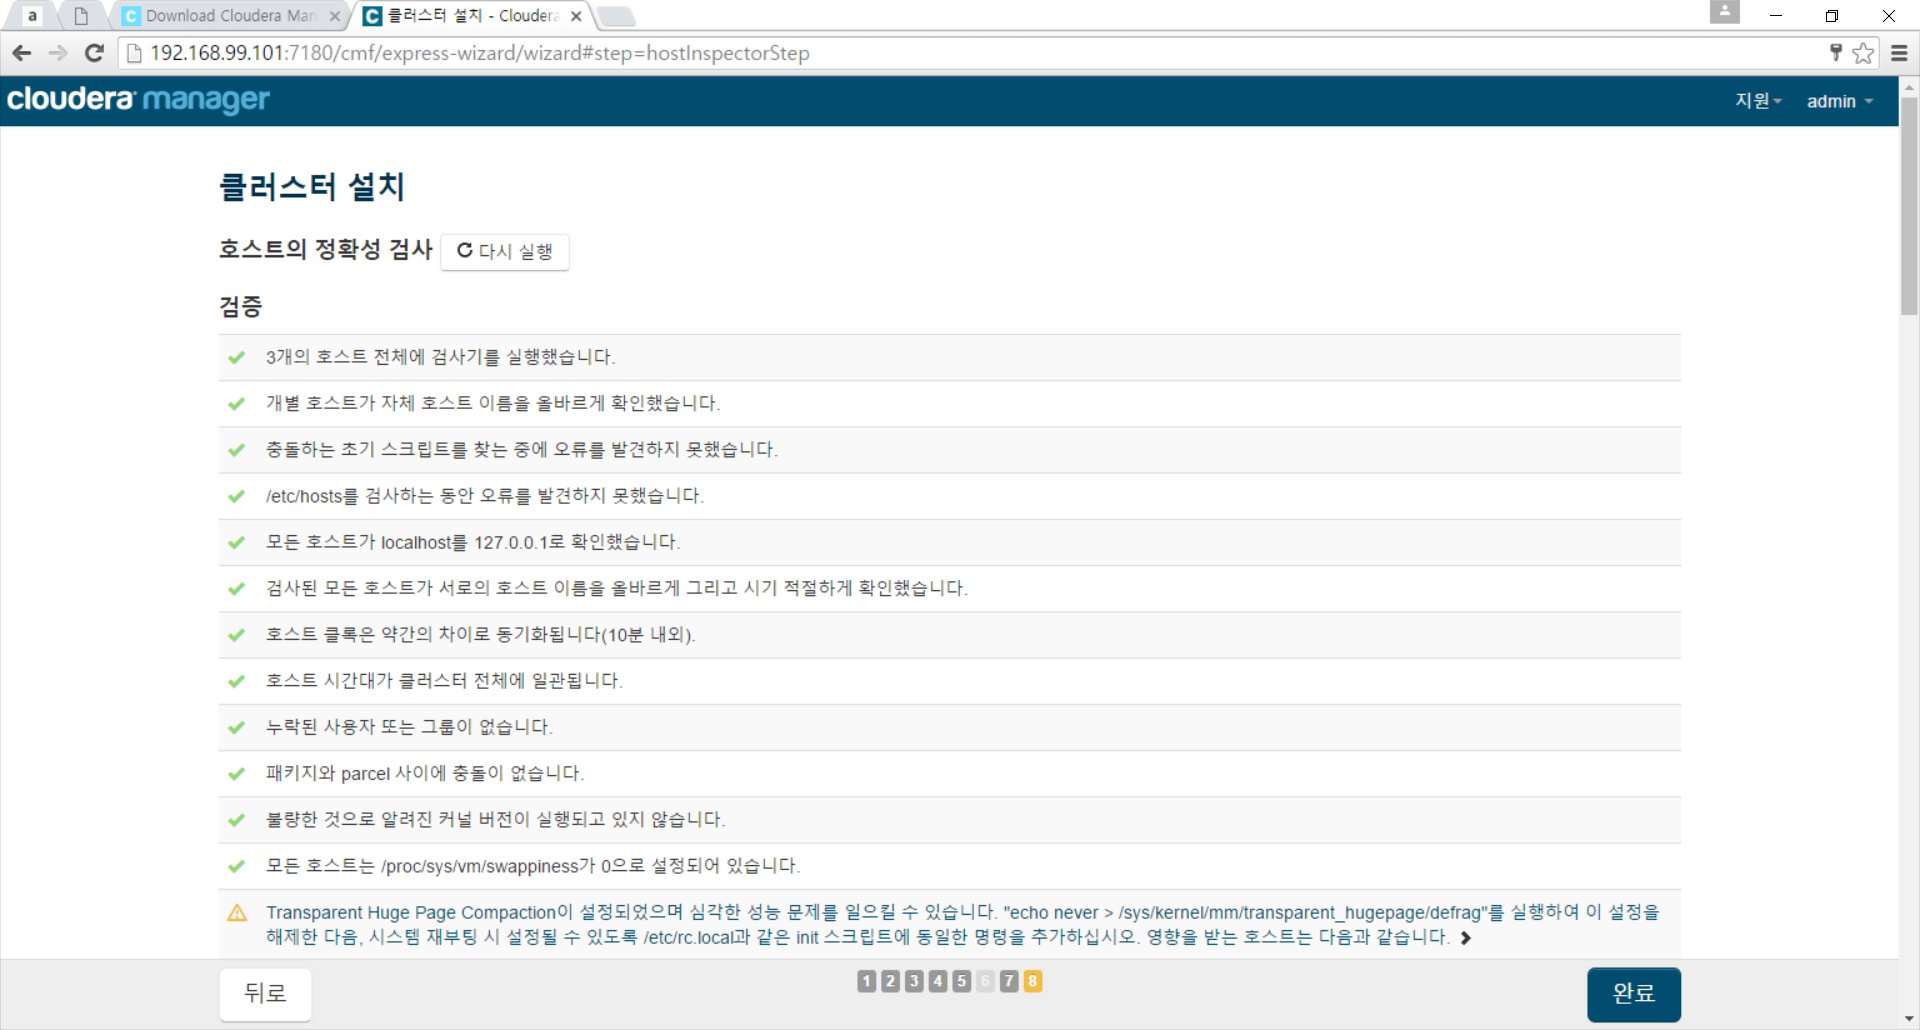 a
Download Cloudera Man
클러스터 설치 - Cloudera
192.168.99.101:7180/cmf/express-wizard/wizard#step=hostInspectorStep
cloudera manager
지원
admin
클러스터 설치
호스트의 정확성 검사
다시 실행
검증
3개의 호스트 전체에 검사기를 실행했습니다.
개별 호스트가 자체 호스트 이름을 올바르게 확인했습니다.
충돌하는 초기 스크립트를 찾는 중에 오류를 발견하지 못했습니다.
/etc/hosts를 검사하는 동안 오류를 발견하지 못했습니다.
모든 호스트가 localhost를 127.0.0.1로 확인했습니다.
검사된 모든 호스트가 서로의 호스트 이름을 올바르게 그리고 시기 적절하게 확인했습니다.
호스트 클록은 약간의 차이로 동기화됩니다(10분 내외).
호스트 시간대가 클러스터 전체에 일관됩니다.
누락된 사용자 또는 그룹이 없습니다.
패키지와 parcel 사이에 충돌이 없습니다.
불량한 것으로 알려진 커널 버전이 실행되고 있지 않습니다.
모든 호스트는 /proc/sys/vm/swappiness가 0으로 설정되어 있습니다.
Transparent Huge Page Compaction이 설정되었으며 심각한 성능 문제를 일으킬 수 있습니다. "echo never > /sys/kernel/mm/transparent_hugepage/defrag"를 실행하여 이 설정을
해제한 다음, 시스템 재부팅 시 설정될 수 있도록 /etc/rc.local과 같은 init 스크립트에 동일한 명령을 추가하십시오. 영향을 받는 호스트는 다음과 같습니다.
뒤로
1 2 3 4 5 6 7 8
완료